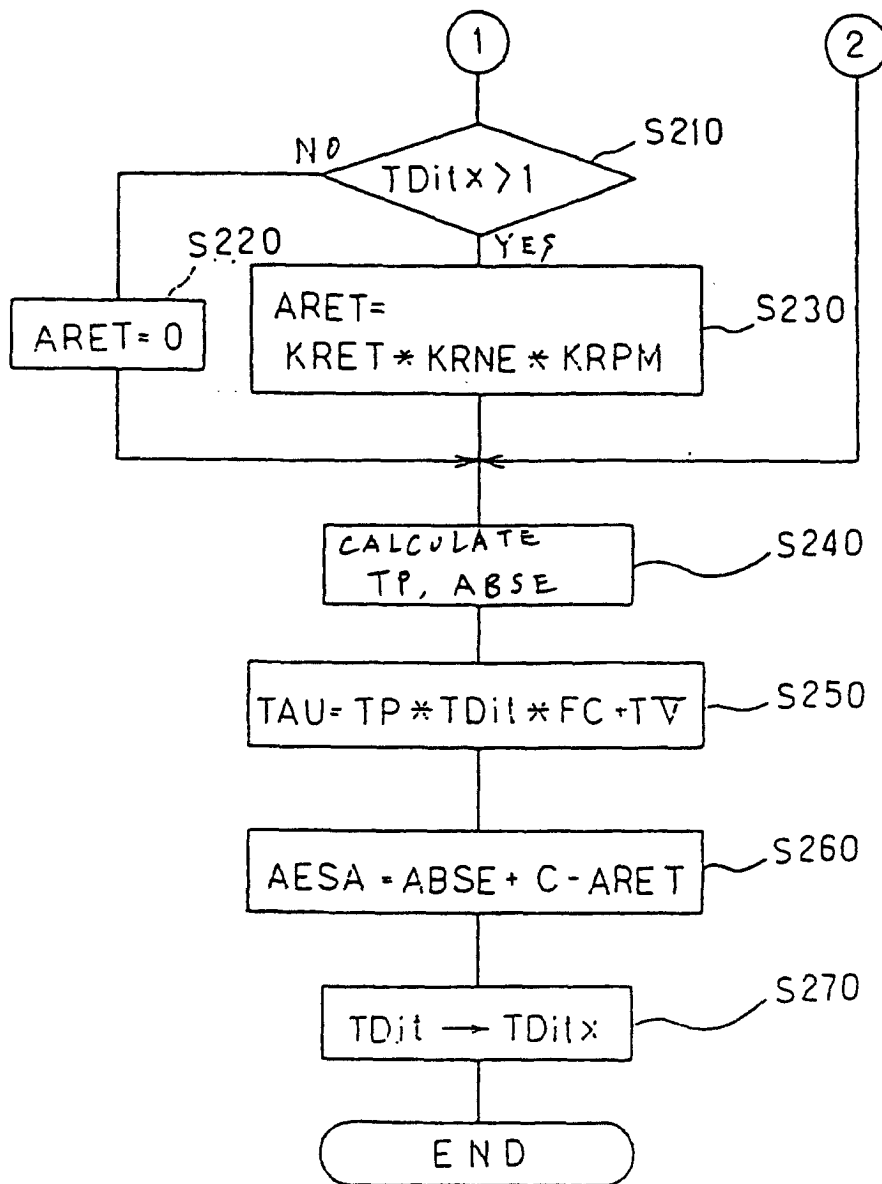 1
2
S210
NO
TDitx>1
YES
S220
ARET=0
S230
ARET=
KRET*KRNE*KRPM
CALCULATE
TP, ABSE
S240
TAU=TP*TDit*FC+TV
S250
AESA=ABSE+C-ARET
S260
TDit→TDitx
S270
END